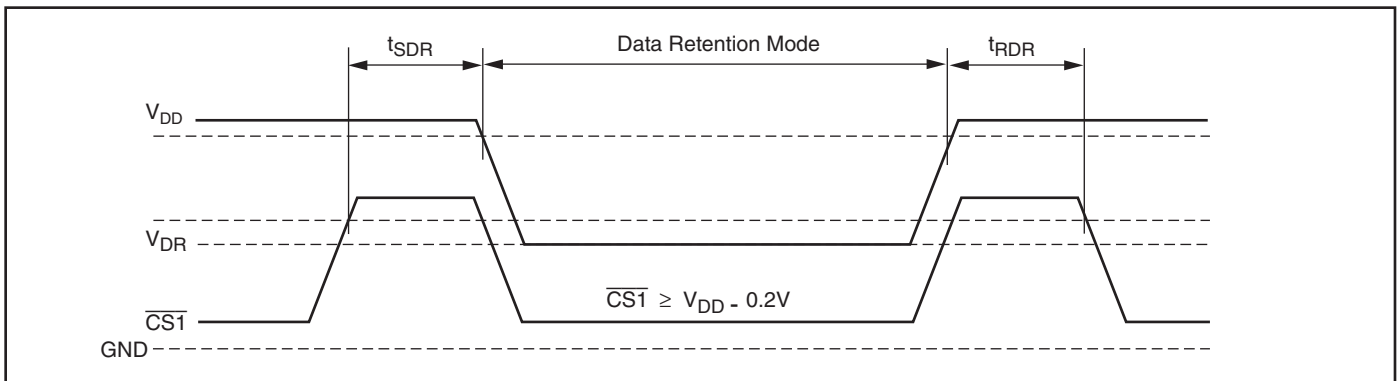 tSDR Data Retention Mode tRDR
VDD
VDR
CS1 ≥ VDD - 0.2V
CS1
GND